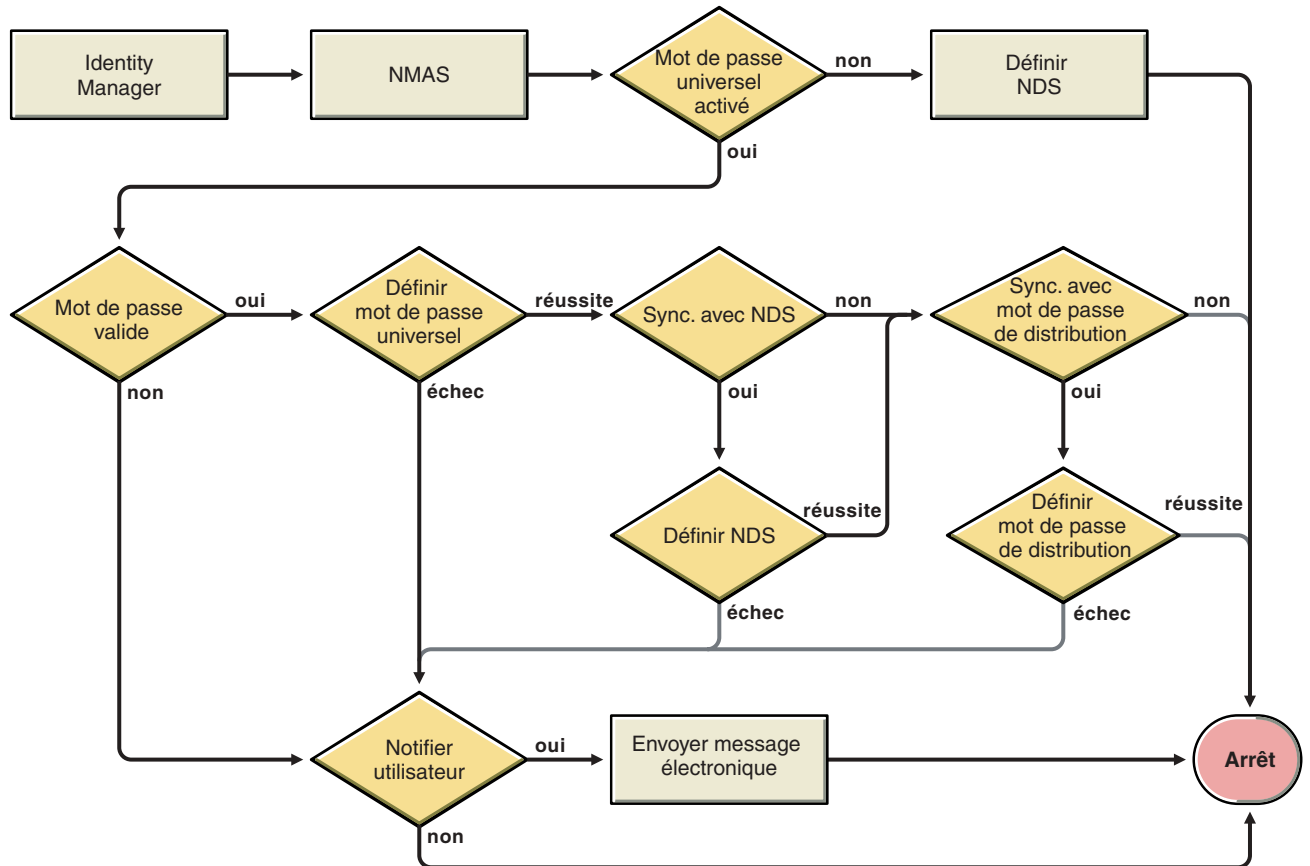 Identity
Manager
NMAS
Mot de passe
universel
activé
non
Définir
NDS
oui
Mot de passe
valide
oui
Définir
mot de passe
universel
réussite
Sync. avec NDS
non
Sync. avec
mot de passe
de distribution
non
non
échec
oui
oui
Définir NDS
réussite
Définir
mot de passe
de distribution
réussite
échec
échec
Notifier
utilisateur
oui
Envoyer message
électronique
Arrêt
non